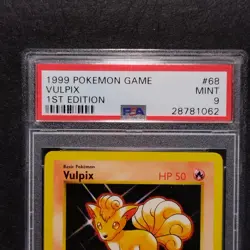 1999 POKEMON GAME #68
VULPIX MINT
1ST EDITION 9
PSA 28781062
Basic Pokémon
Vulpix HP 50